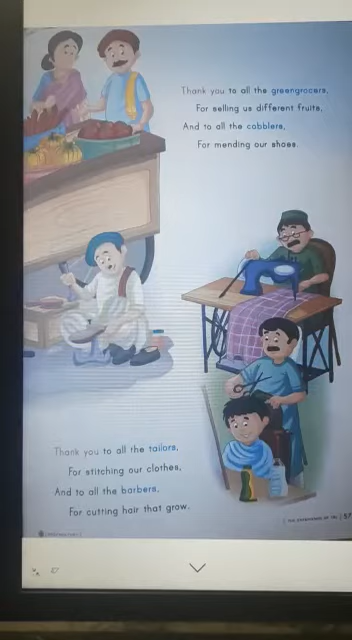 Thank you to all the greengrocers,
For selling us different fruits,
And to all the cobblers,
For mending our shoes.
Thank you to all the tailors,
For stitching our clothes,
And to all the barbers,
For cutting hair that grow.
57